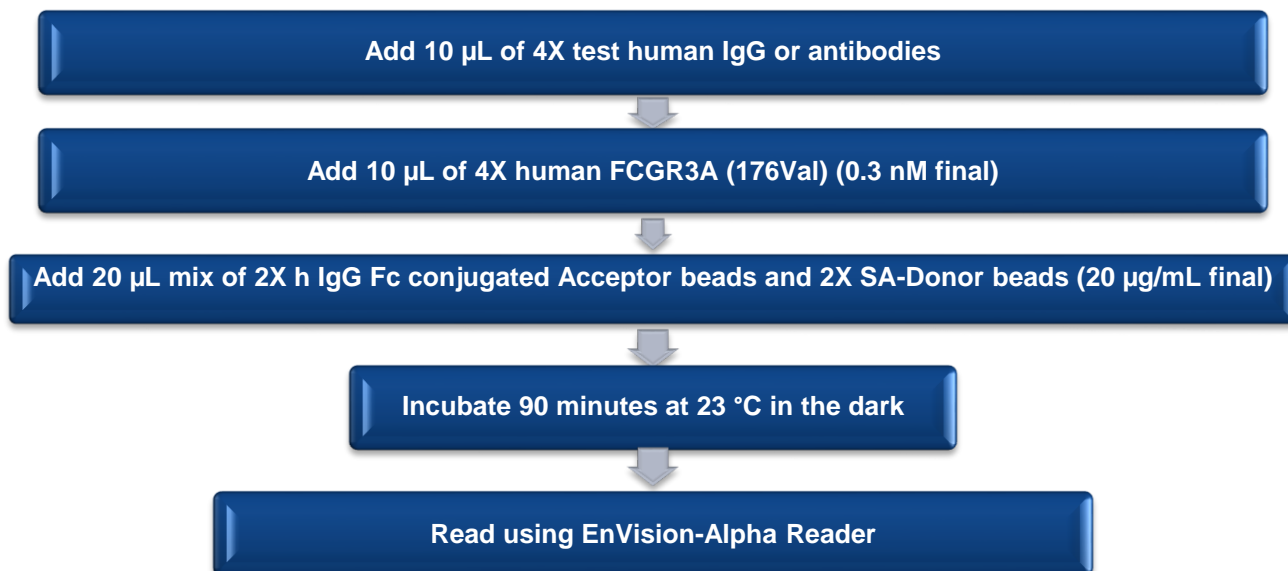 Add 10 µL of 4X test human IgG or antibodies
Add 10 µL of 4X human FCGR3A (176Val) (0.3 nM final)
Add 20 µL mix of 2X h IgG Fc conjugated Acceptor beads and 2X SA-Donor beads (20 µg/mL final)
Incubate 90 minutes at 23 °C in the dark
Read using EnVision-Alpha Reader